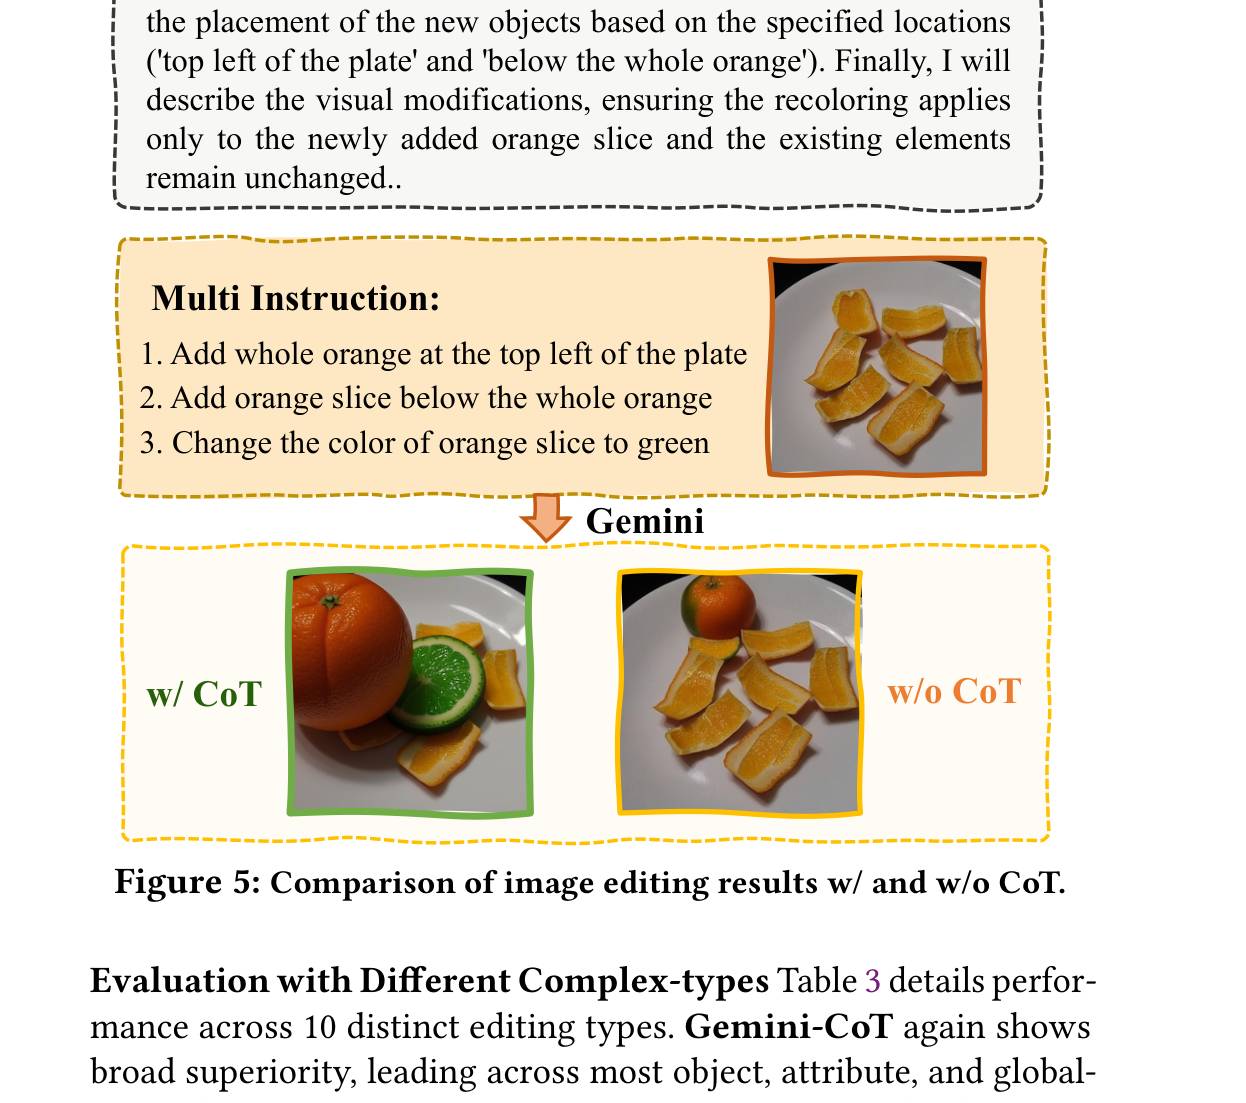 the placement of the new objects based on the specified locations
('top left of the plate' and 'below the whole orange'). Finally, I will
describe the visual modifications, ensuring the recoloring applies
only to the newly added orange slice and the existing elements
remain unchanged..
Multi Instruction:
1. Add whole orange at the top left of the plate
2. Add orange slice below the whole orange
3. Change the color of orange slice to green
Gemini
w/ CoT
w/o CoT
Figure 5: Comparison of image editing results w/ and w/o CoT.
Evaluation with Different Complex-types Table 3 details perfor-
mance across 10 distinct editing types. Gemini-CoT again shows
broad superiority, leading across most object, attribute, and global-